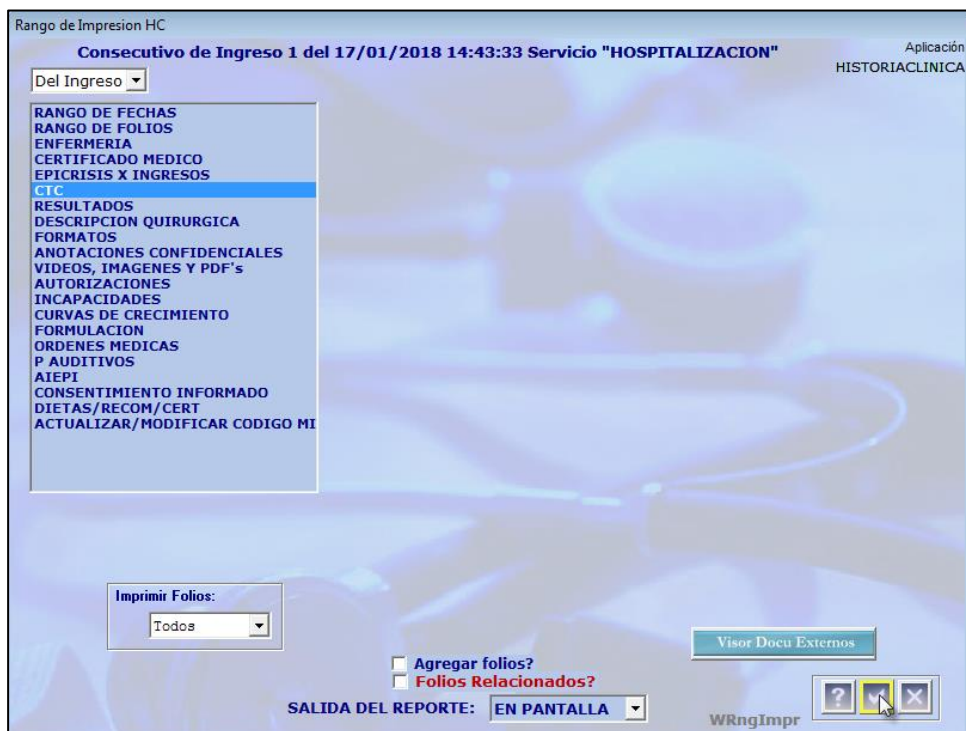 Rango de Impresion HC
Consecutivo de Ingreso 1 del 17/01/2018 14:43:33 Servicio "HOSPITALIZACION"
Aplicación
HISTORIACLINICA
Del Ingreso
RANGO DE FECHAS
RANGO DE FOLIOS
ENFERMERIA
CERTIFICADO MEDICO
EPICRISIS X INGRESOS
CTC
RESULTADOS
DESCRIPCION QUIRURGICA
FORMATOS
ANOTACIONES CONFIDENCIALES
VIDEOS, IMAGENES Y PDF's
AUTORIZACIONES
INCAPACIDADES
CURVAS DE CRECIMIENTO
FORMULACION
ORDENES MEDICAS
P AUDITIVOS
AIEPI
CONSENTIMIENTO INFORMADO
DIETAS/RECOM/CERT
ACTUALIZAR/MODIFICAR CODIGO MI
Imprimir Folios:
Todos
Visor Docu Externos
Agregar folios?
Folios Relacionados?
SALIDA DEL REPORTE: EN PANTALLA
WRngImpr
?